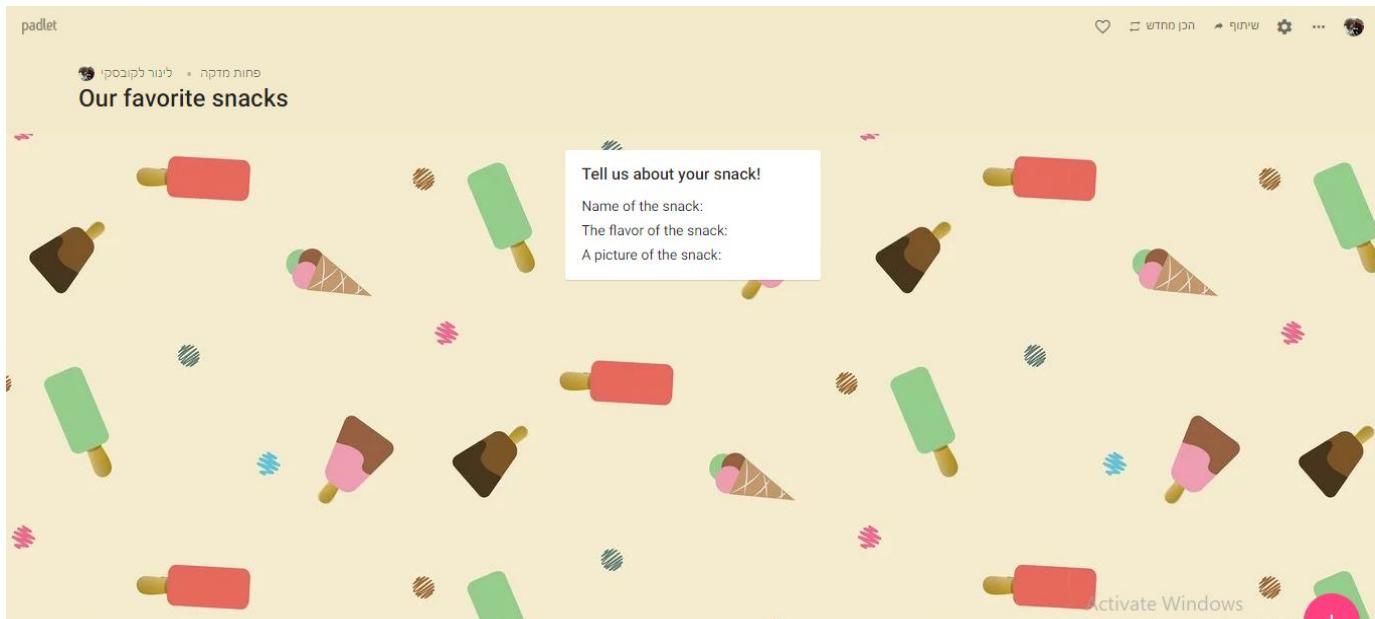 padlet
הכן מחדש
שיתוף
לינור לקובסקי • פחות מדקה
Our favorite snacks
Tell us about your snack!
Name of the snack:
The flavor of the snack:
A picture of the snack:
Activate Windows